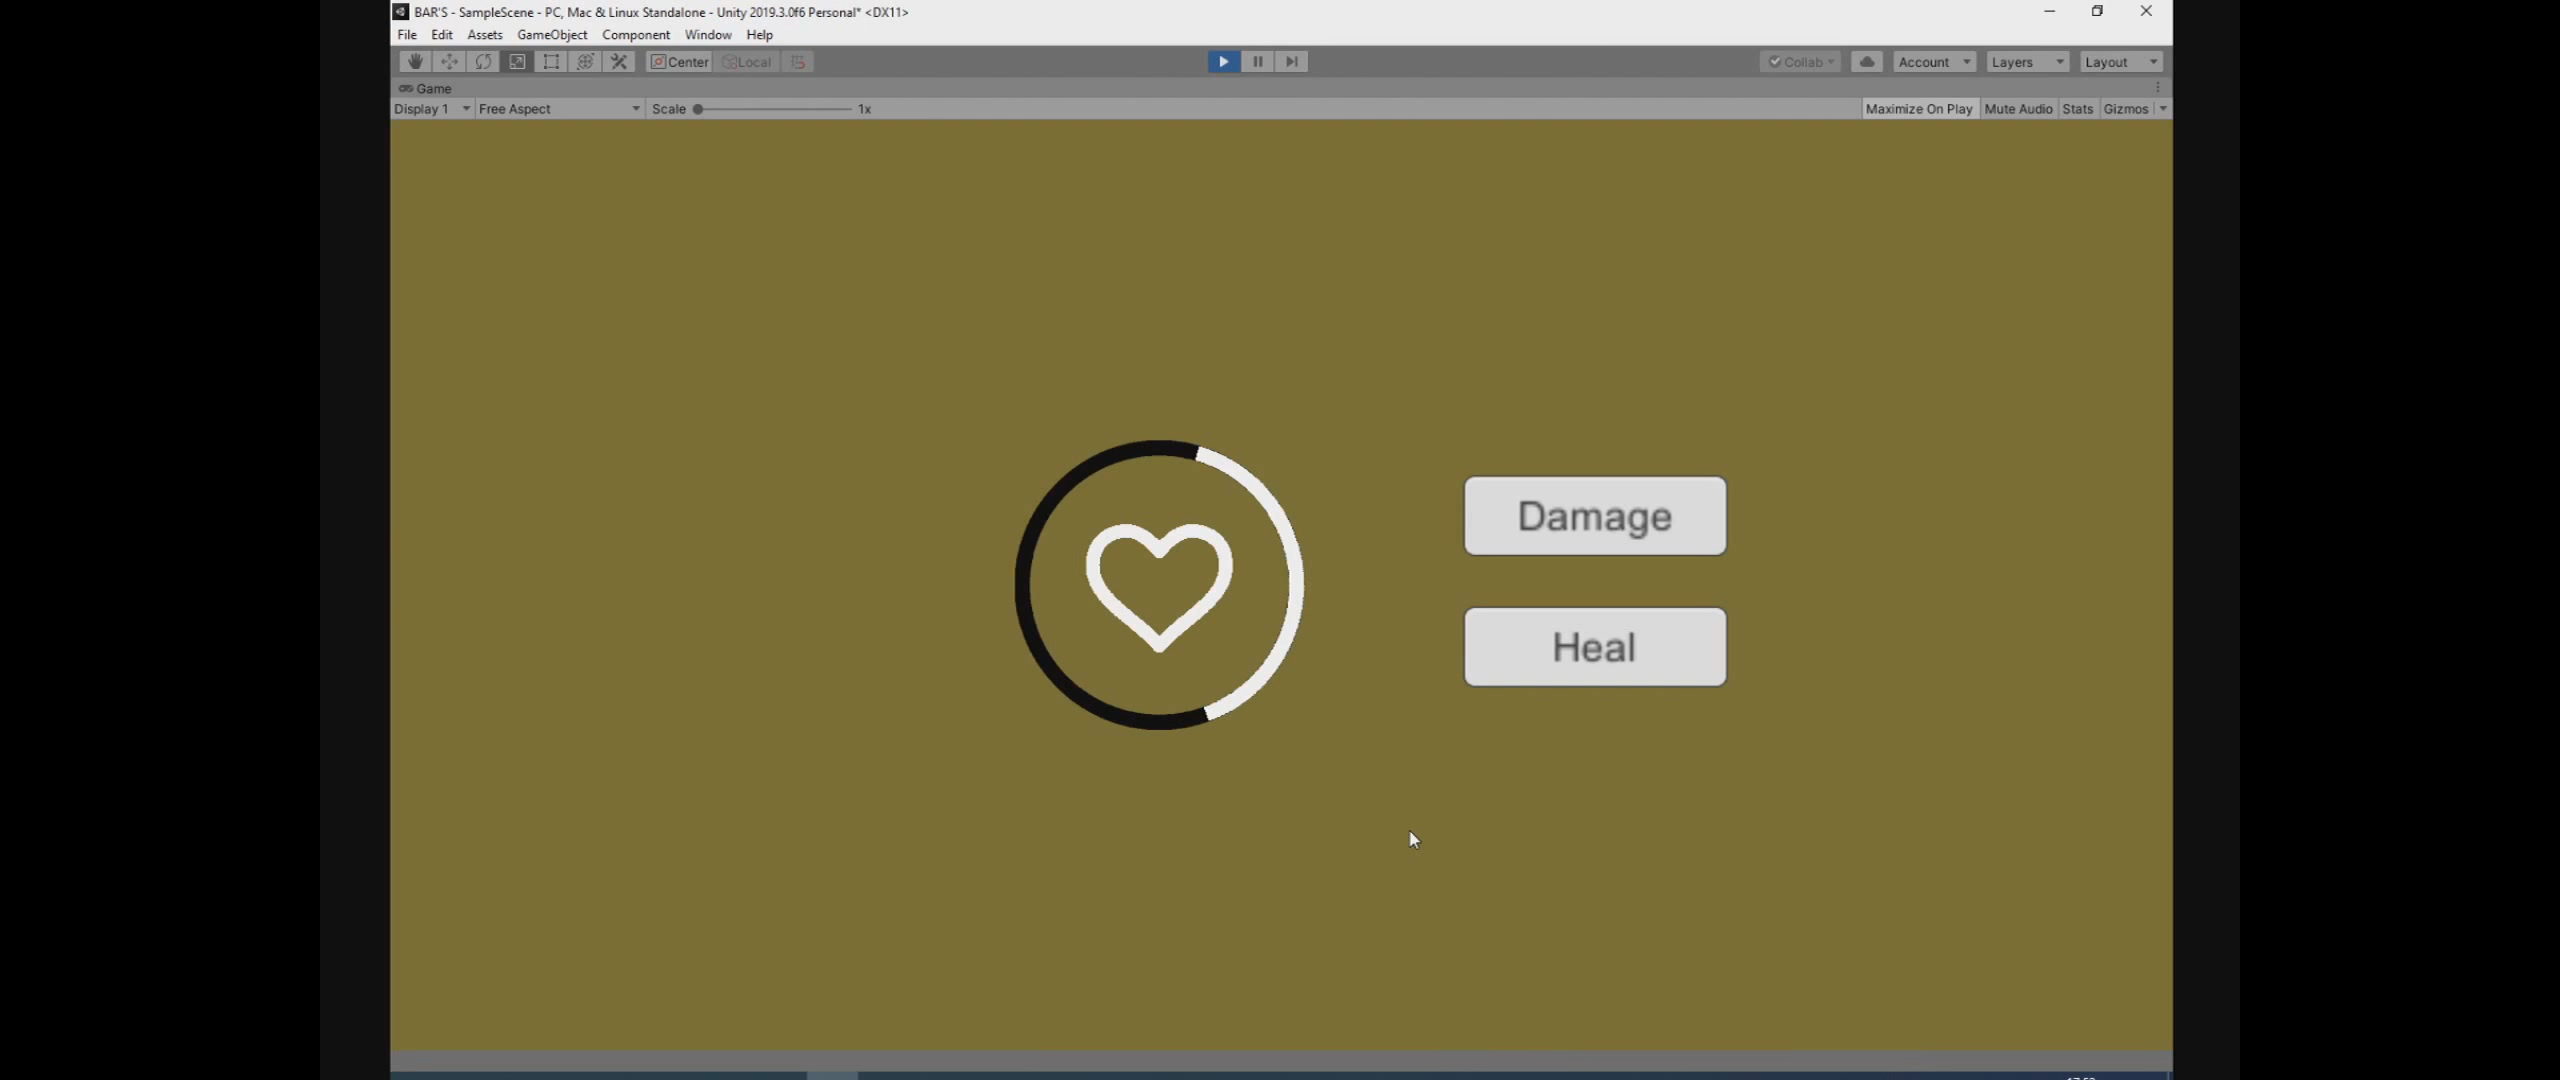 BAR'S - SampleScene - PC, Mac & Linux Standalone - Unity 2019.3.0f6 Personal* <DX11>
File Edit Assets GameObject Component Window Help
Center Local Collab Account Layers Layout
Game
Display 1 Free Aspect Scale 1x Maximize On Play Mute Audio Stats Gizmos
Damage
Heal